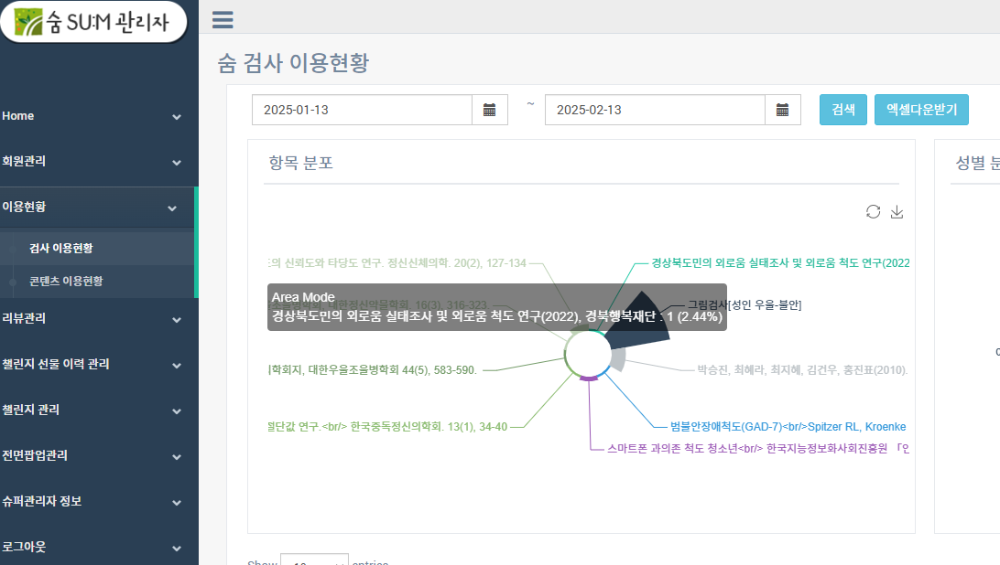 숨 SU:M 관리자
Home
회원관리
이용현황
검사 이용현황
콘텐츠 이용현황
리뷰관리
챌린지 선물 이력 관리
챌린지 관리
전면팝업관리
슈퍼관리자 정보
로그아웃
숨 검사 이용현황
2025-01-13
~
2025-02-13
검색
엑셀다운받기
항목 분포
성별 분
의 신뢰도와 타당도 연구. 정신신체의학. 20(2), 127-134
경상북도민의 외로움 실태조사 및 외로움 척도 연구(2022
대한정신약물학회, 16(3), 316-323
그림검사[성인 우울-불안]
Area Mode
경상북도민의 외로움 실태조사 및 외로움 척도 연구(2022), 경북행복재단 : 1 (2.44%)
의학회지, 대한우울조울병학회 44(5), 583-590.
박승진, 최혜라, 최지혜, 김건우, 홍진표(2010).
절단값 연구.<br/> 한국중독정신의학회. 13(1), 34-40
범불안장애척도(GAD-7)<br/>Spitzer RL, Kroenke
스마트폰 과의존 척도 청소년<br/> 한국지능정보화사회진흥원 「인
Show 10 entries